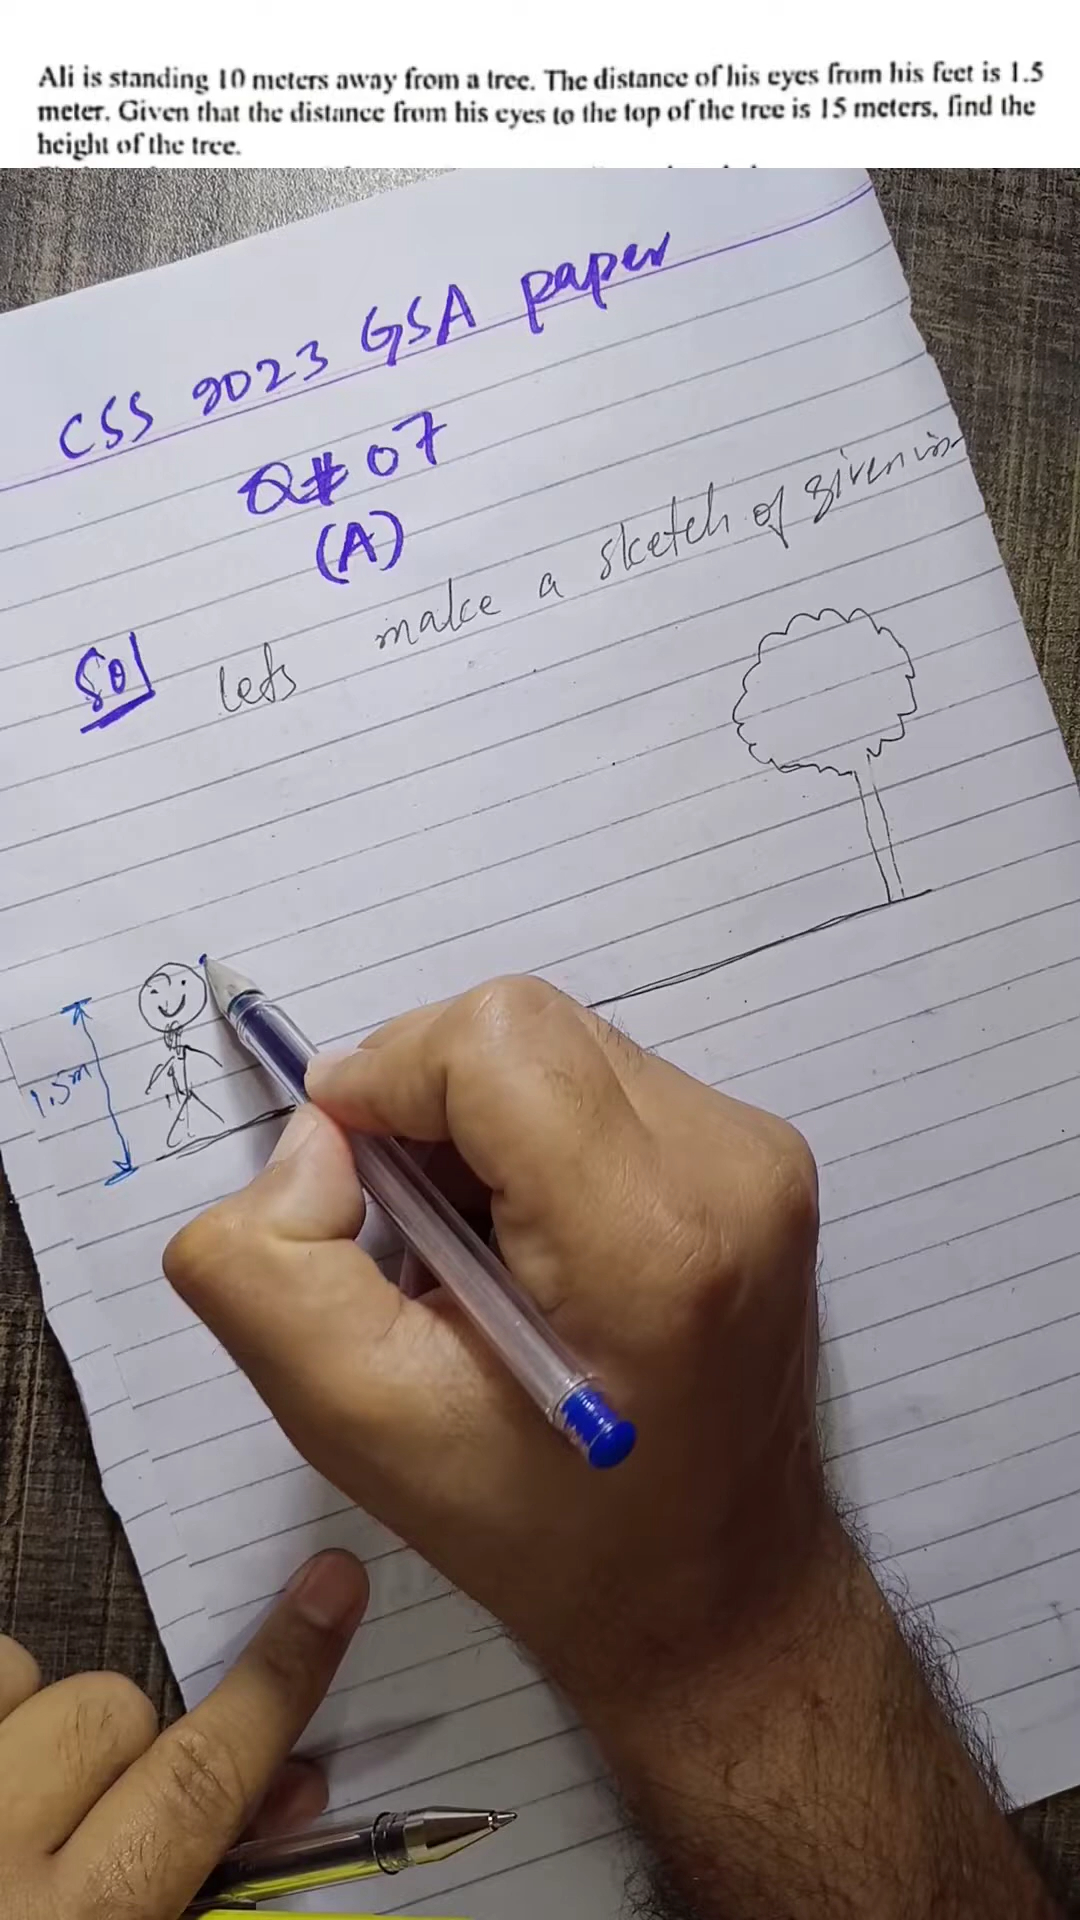 Ali is standing 10 meters away from a tree. The distance of his eyes from his feet is 1.5
meter. Given that the distance from his eyes to the top of the tree is 15 meters, find the
height of the tree.
CSS 2023 GSA paper
Q# 07
(A)
Sol lets make a sketch of given
1.5m